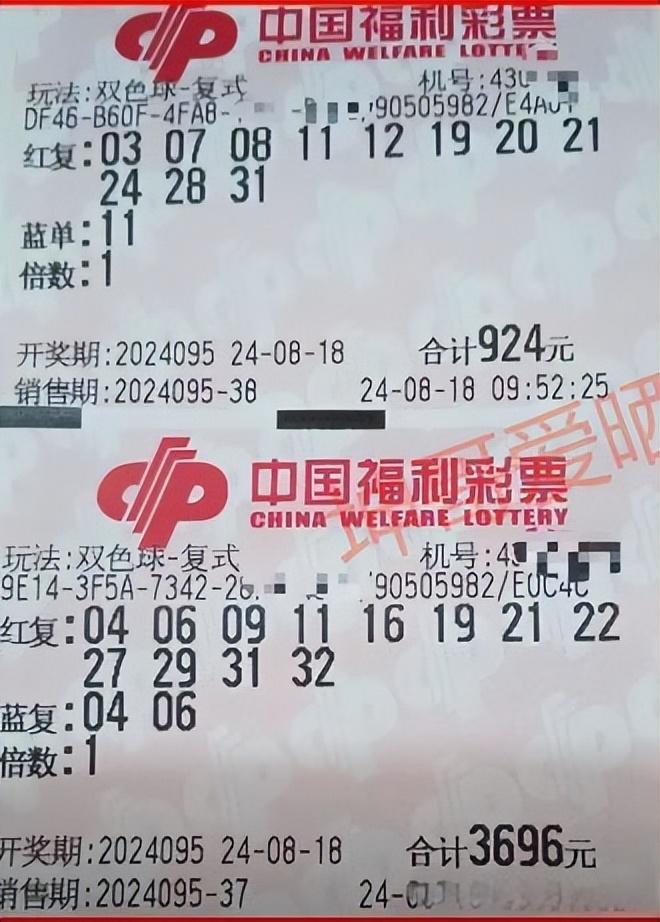 中国福利彩票
CHINA WELFARE LOTTERY
玩法:双色球-复式 机号:43
DF46-B60F-4FA8- 90505982/E4A
红复:03 07 08 11 12 19 20 21
24 28 31
蓝单:11
倍数:1
开奖期:2024095 24-08-18 合计924元
销售期:2024095-38 24-08-18 09:52:25
中国福利彩票
CHINA WELFARE LOTTERY
坤哥爱晒
玩法:双色球-复式 机号:4
9E14-3F5A-7342-2 90505982/E0C4C
红复:04 06 09 11 16 19 21 22
27 29 31 32
蓝复:04 06
倍数:1
开奖期:2024095 24-08-18 合计3696元
销售期:2024095-37 24-0